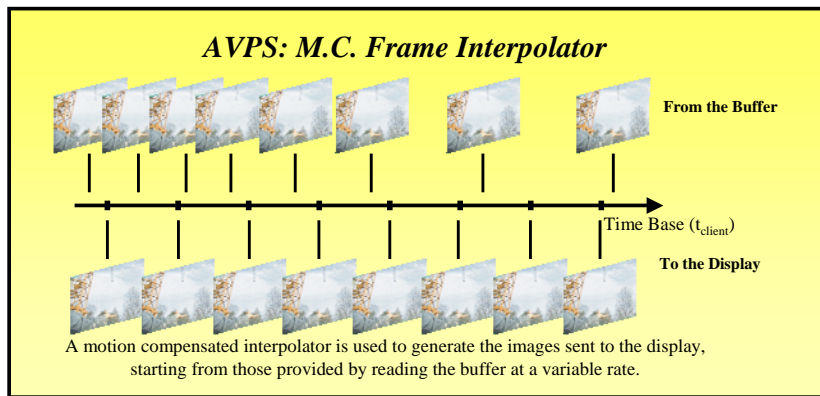 AVPS: M.C. Frame Interpolator
From the Buffer
Time Base (tclient)
To the Display
A motion compensated interpolator is used to generate the images sent to the display,
starting from those provided by reading the buffer at a variable rate.